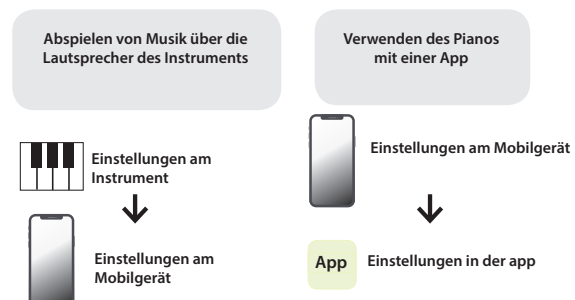 Abspielen von Musik über die
Lautsprecher des Instruments
Einstellungen am
Instrument
Einstellungen am
Mobilgerät
Verwenden des Pianos
mit einer App
Einstellungen am Mobilgerät
App
Einstellungen in der app